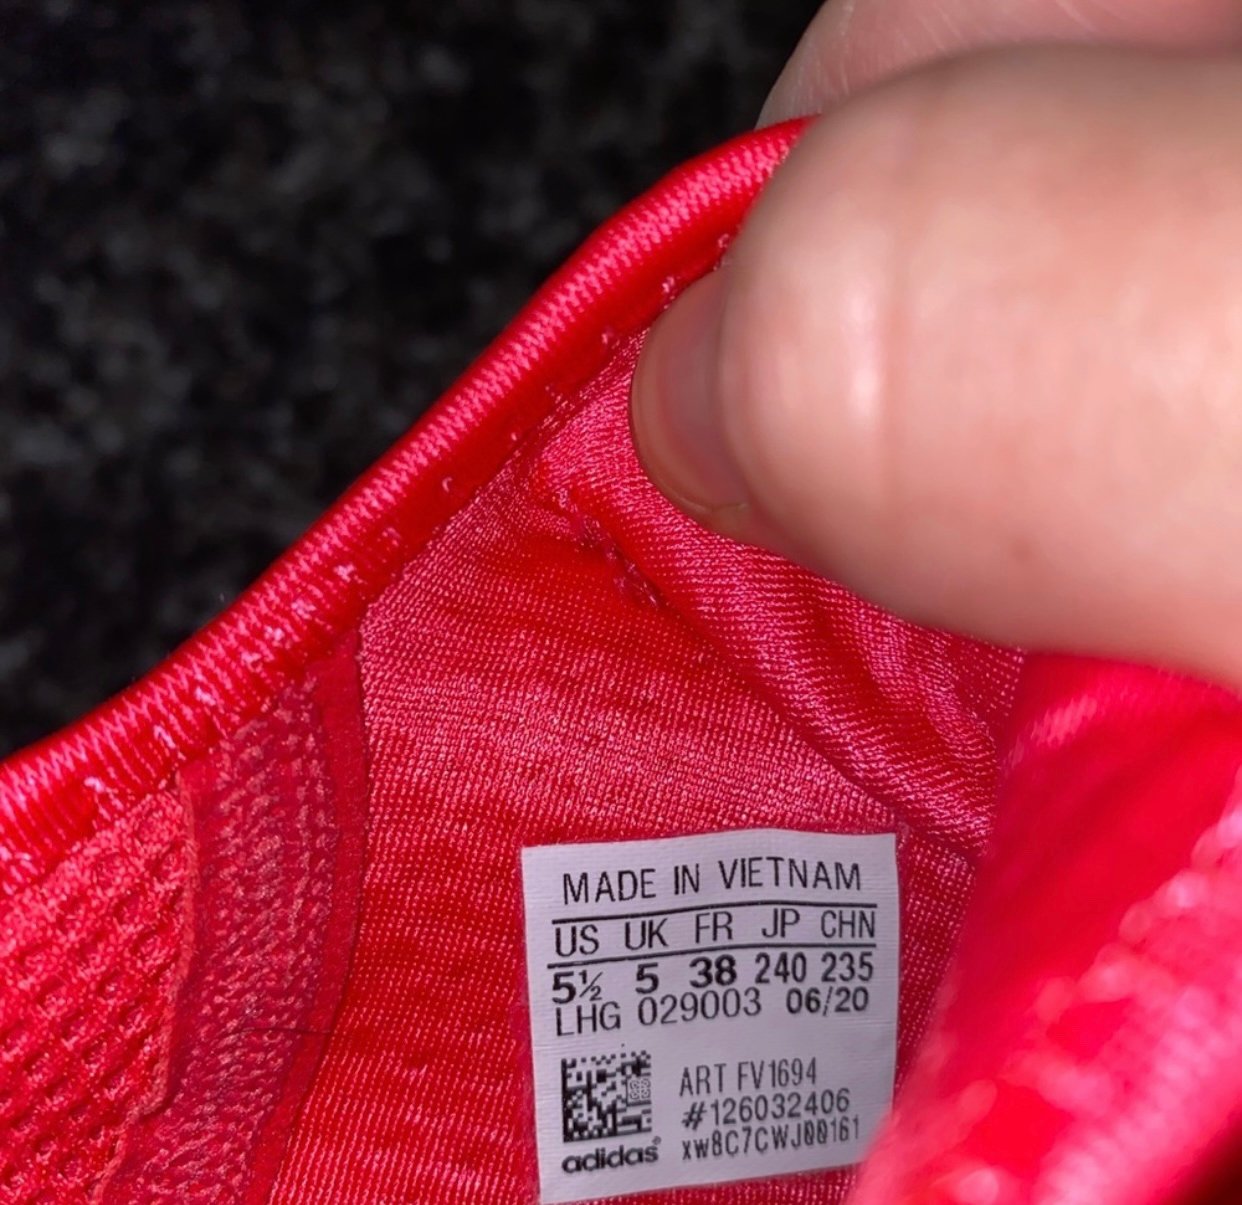 MADE IN VIETNAM
US UK FR JP CHN
5½ 5 38 240 235
LHG 029003 06/20
ART FV1694
#126032406
xw8C7CWJ00161
adidas®